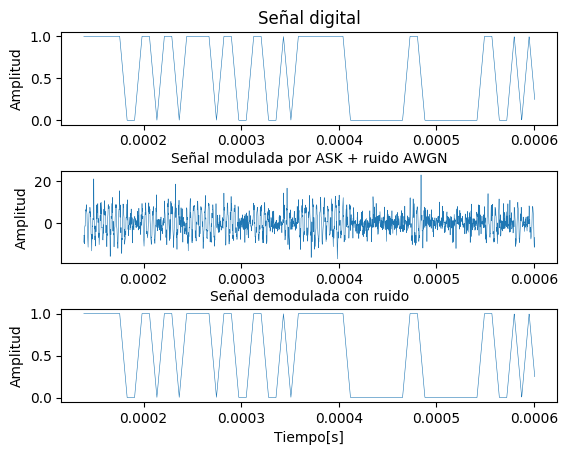 Señal digital
Amplitud
1.0
0.5
0.0
0.0002 0.0003 0.0004 0.0005 0.0006
Señal modulada por ASK + ruido AWGN
Amplitud
20
0
0.0002 0.0003 0.0004 0.0005 0.0006
Señal demodulada con ruido
Amplitud
1.0
0.5
0.0
0.0002 0.0003 0.0004 0.0005 0.0006
Tiempo[s]